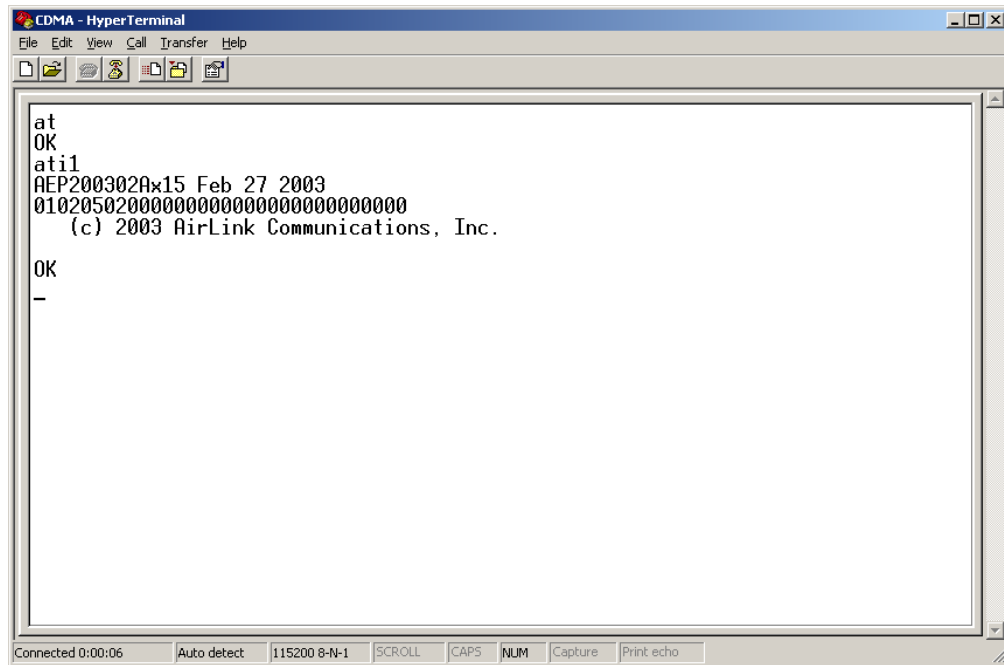 CDMA - HyperTerminal
File Edit View Call Transfer Help
at
OK
ati1
AEP200302Ax15 Feb 27 2003
0102050200000000000000000000000
(c) 2003 AirLink Communications, Inc.
OK
Connected 0:00:06 Auto detect 115200 8-N-1 SCROLL CAPS NUM Capture Print echo